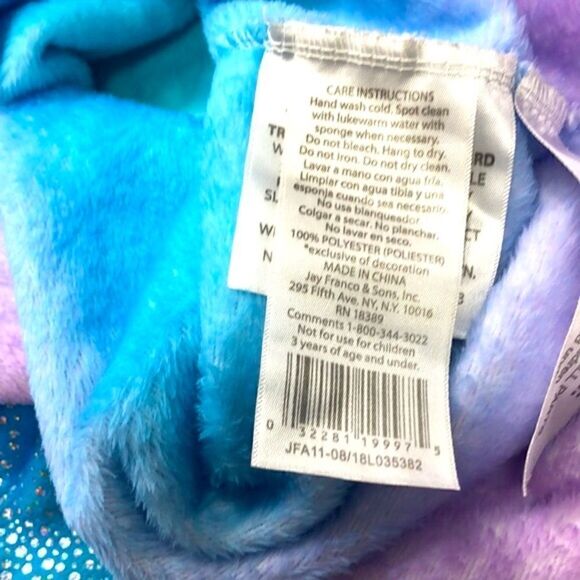 CARE INSTRUCTIONS
Hand wash cold. Spot clean
with lukewarm water with
sponge when necessary.
Do not bleach. Hang to dry.
Do not Iron. Do not dry clean.
Lavar a mano con agua fria.
Limpiar con agua tibia y una
esponja cuando sea necesario.
No usa blanqueador.
Colgar a secar. No planchar.
No lavar en seco.
100% POLYESTER (POLIESTER)
*exclusive of decoration
MADE IN CHINA
Jay Franco & Sons, Inc.
295 Fifth Ave, NY, N.Y. 10016
RN 18389
Comments 1-800-344-3022
Not for use for children
3 years of age and under.
0 32281 19997 5
JFA11-08/18L035382